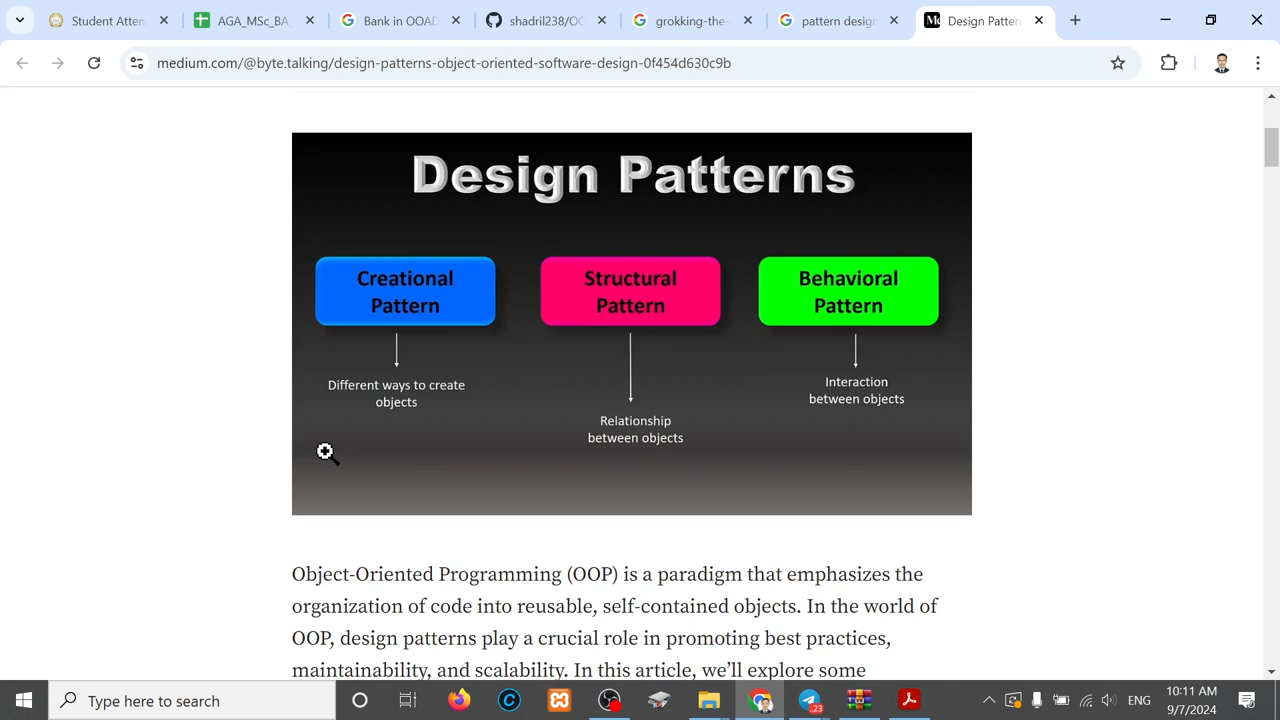 Student Atten
AGA_MSc_BA_
Bank in OOAD
shadril238/OO
grokking-the-
pattern design
Design Pattern
medium.com/@byte.talking/design-patterns-object-oriented-software-design-0f454d630c9b
Design Patterns
Creational
Pattern
Structural
Pattern
Behavioral
Pattern
Different ways to create
objects
Relationship
between objects
Interaction
between objects
Object-Oriented Programming (OOP) is a paradigm that emphasizes the
organization of code into reusable, self-contained objects. In the world of
OOP, design patterns play a crucial role in promoting best practices,
maintainability, and scalability. In this article, we’ll explore some
Type here to search
23
ENG
10:11 AM
9/7/2024